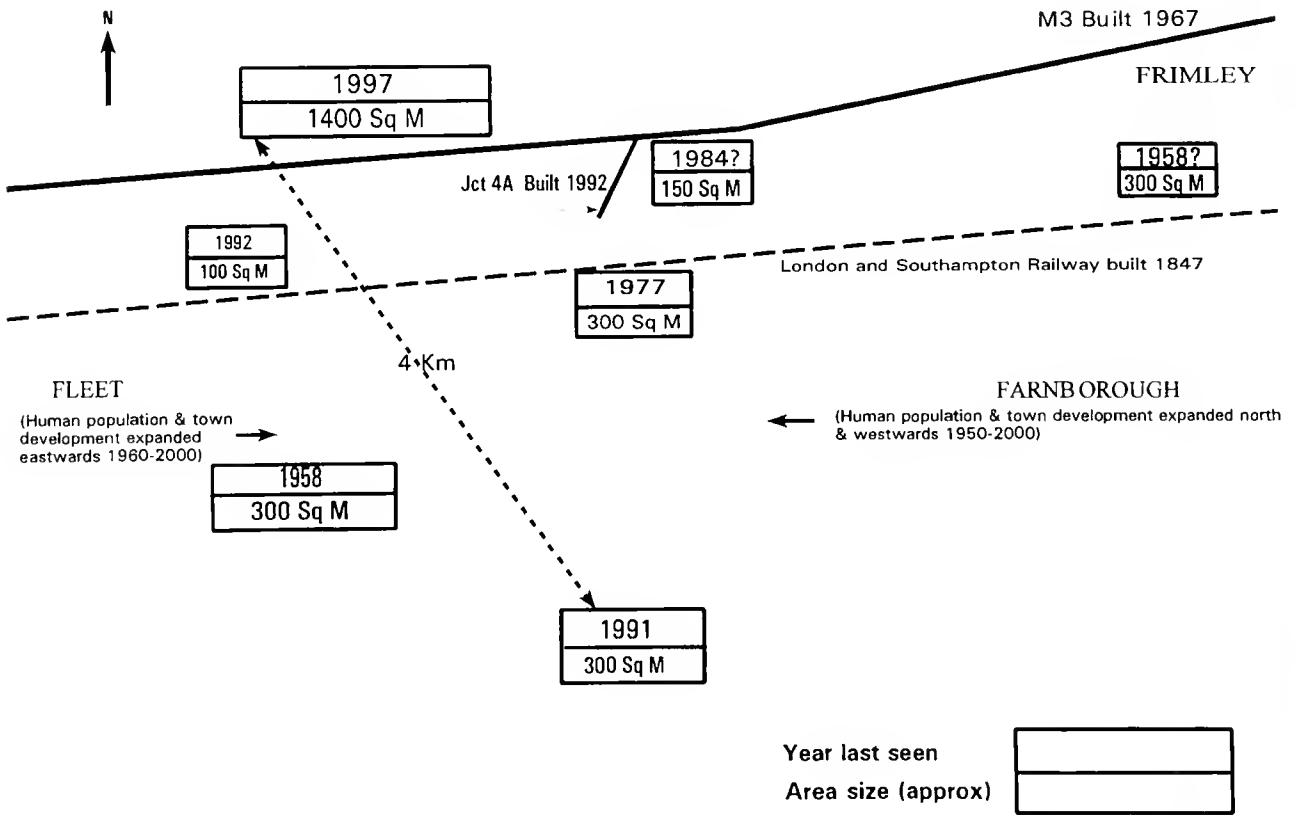 N
M3 Built 1967
FRIMLEY
1997
1400 Sq M
1984?
150 Sq M
1958?
300 Sq M
Jct 4A Built 1992
1992
100 Sq M
London and Southampton Railway built 1847
1977
300 Sq M
4 Km
FLEET
(Human population & town
development expanded
eastwards 1960-2000)
FARNBOROUGH
(Human population & town development expanded north
& westwards 1950-2000)
1958
300 Sq M
1991
300 Sq M
Year last seen
Area size (approx)